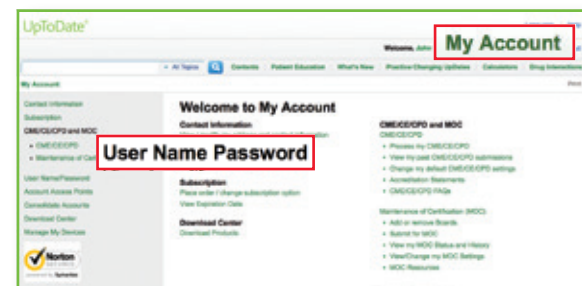 UpToDate®
Welcome, John
My Account
All Topics
Contents Patient Education What's New Practice Changing Updates Calculators Drug Interactions
My Account
Contact Information
Subscription
CME/CE/CPD and MOC
CME/CE/CPD
Maintenance of
User Name/Password
Account Access Points
Consolidate Accounts
Download Center
Manage My Devices
Norton
powered by Symantec
Welcome to My Account
Contact Information
User Name Password
Subscription
Place order / change subscription option
View Expiration Date
Download Center
Download Products
CME/CE/CPD and MOC
CME/CE/CPD
Process my CME/CE/CPD
View my past CME/CE/CPD submissions
Change my default CME/CE/CPD settings
Accreditation Statements
CME/CE/CPD FAQs
Maintenance of Certification (MOC)
Add or remove Boards
Submit for MOC
View my MOC Status and History
View/Change my MOC Settings
MOC Resources